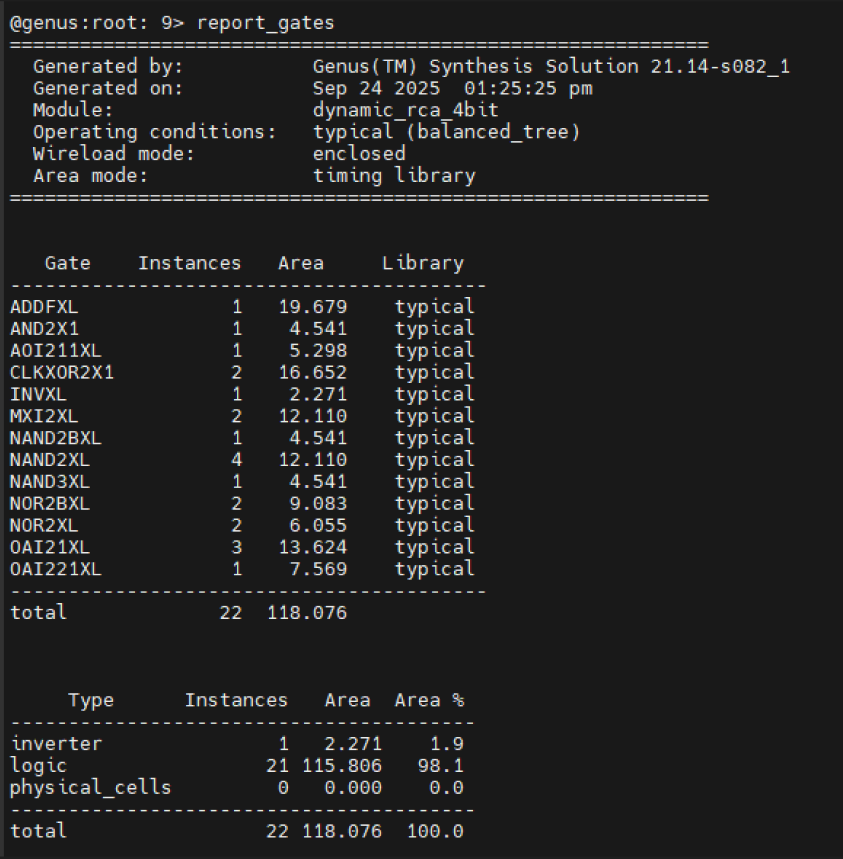 @genus:root: 9> report_gates
============================================================
  Generated by:           Genus(TM) Synthesis Solution 21.14-s082_1
  Generated on:           Sep 24 2025  01:25:25 pm
  Module:                 dynamic_rca_4bit
  Operating conditions:   typical (balanced_tree)
  Wireload mode:          enclosed
  Area mode:              timing library
============================================================
   Gate    Instances   Area     Library
-----------------------------------------
ADDFXL             1   19.679    typical
AND2X1             1    4.541    typical
AOI211XL           1    5.298    typical
CLKXOR2X1          2   16.652    typical
INVXL              1    2.271    typical
MXI2XL             2   12.110    typical
NAND2BXL           1    4.541    typical
NAND2XL            4   12.110    typical
NAND3XL            1    4.541    typical
NOR2BXL            2    9.083    typical
NOR2XL             2    6.055    typical
OAI21XL            3   13.624    typical
OAI221XL           1    7.569    typical
-----------------------------------------
total             22  118.076
     Type      Instances   Area  Area %
----------------------------------------
inverter               1   2.271    1.9
logic                 21 115.806   98.1
physical_cells         0   0.000    0.0
----------------------------------------
total                 22 118.076  100.0